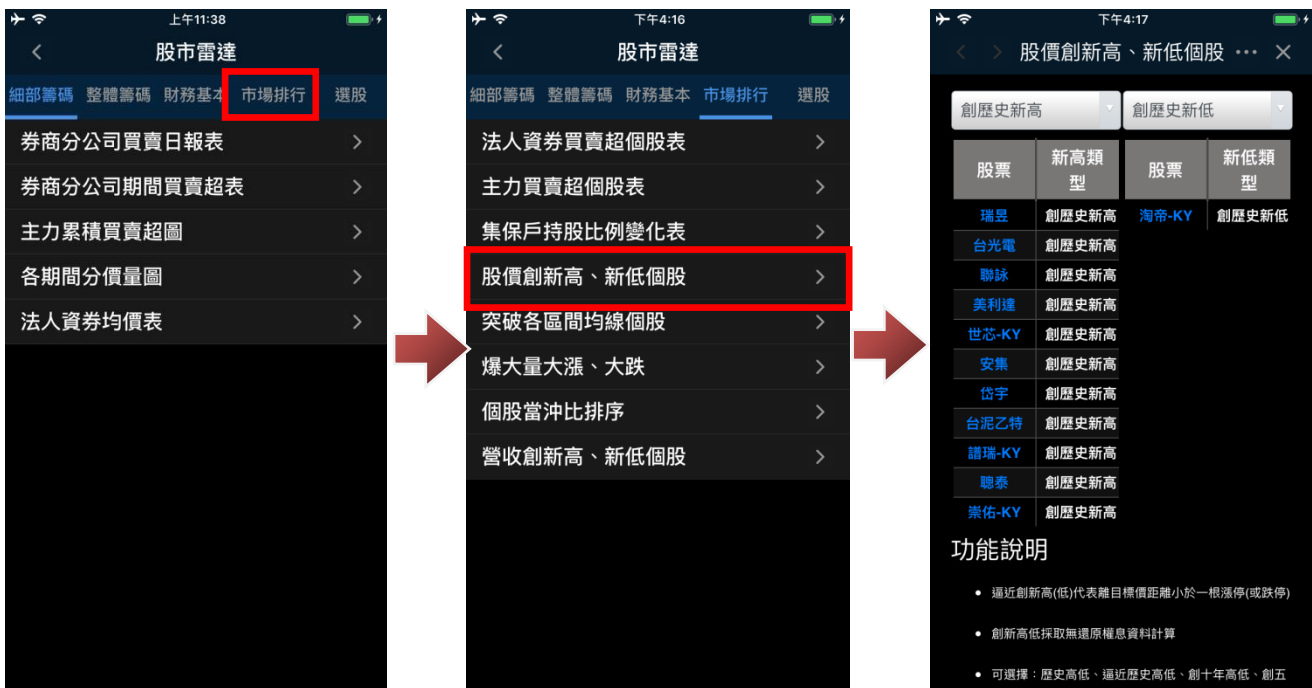 上午11:38
股市雷達
細部籌碼 整體籌碼 財務基本 市場排行 選股
券商分公司買賣日報表
券商分公司期間買賣超表
主力累積買賣超圖
各期間分價量圖
法人資券均價表
下午4:16
股市雷達
細部籌碼 整體籌碼 財務基本 市場排行 選股
法人資券買賣超個股表
主力買賣超個股表
集保戶持股比例變化表
股價創新高、新低個股
突破各區間均線個股
爆大量大漲、大跌
個股當沖比排序
營收創新高、新低個股
下午4:17
股價創新高、新低個股 ···
創歷史新高 創歷史新低
股票 新高類型 股票 新低類型
瑞昱 創歷史新高 淘帝-KY 創歷史新低
台光電 創歷史新高
聯詠 創歷史新高
美利達 創歷史新高
世芯-KY 創歷史新高
安集 創歷史新高
岱宇 創歷史新高
台泥乙特 創歷史新高
譜瑞-KY 創歷史新高
聰泰 創歷史新高
崇佑-KY 創歷史新高
功能說明
• 逼近創新高(低)代表離目標價距離小於一根漲停(或跌停)
• 創新高低採取無還原權息資料計算
• 可選擇：歷史高低、逼近歷史高低、創十年高低、創五